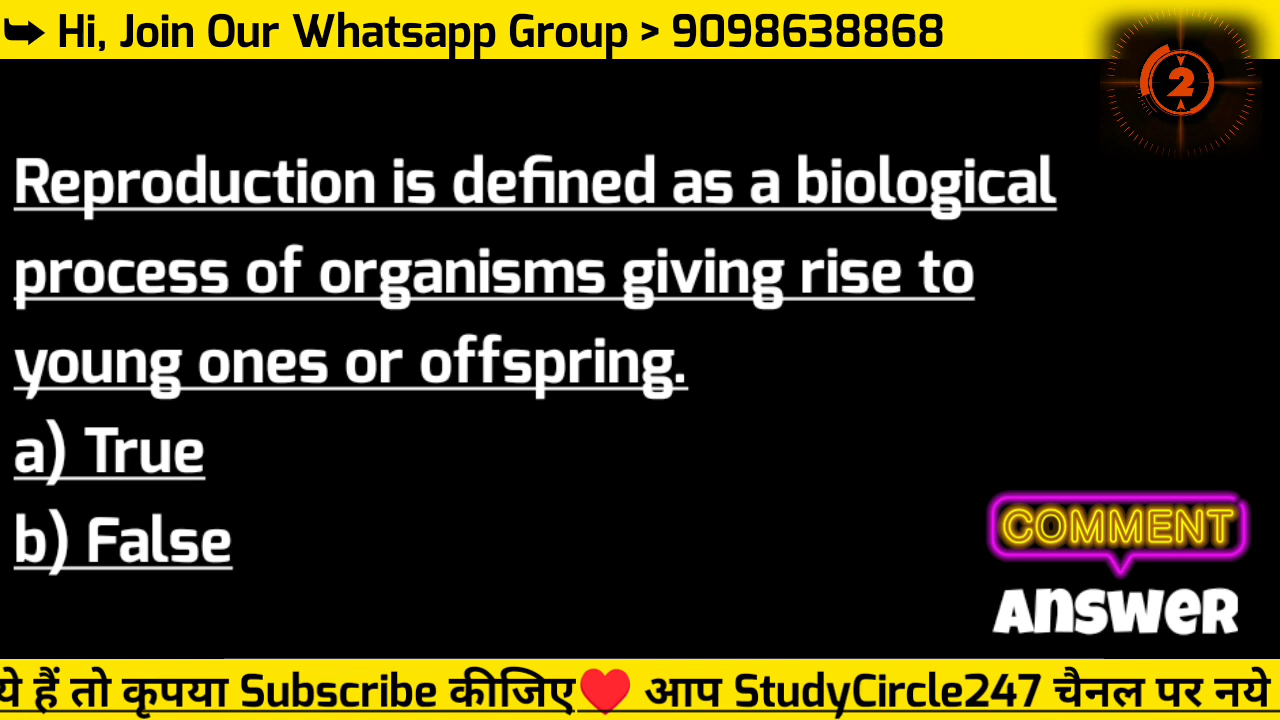 Hi, Join Our Whatsapp Group > 9098638868
2
Reproduction is defined as a biological
process of organisms giving rise to
young ones or offspring.
a) True
b) False
COMMENT
ANSWER
ये हैं तो कृपया Subscribe कीजिए❤️ आप StudyCircle247 चैनल पर नये